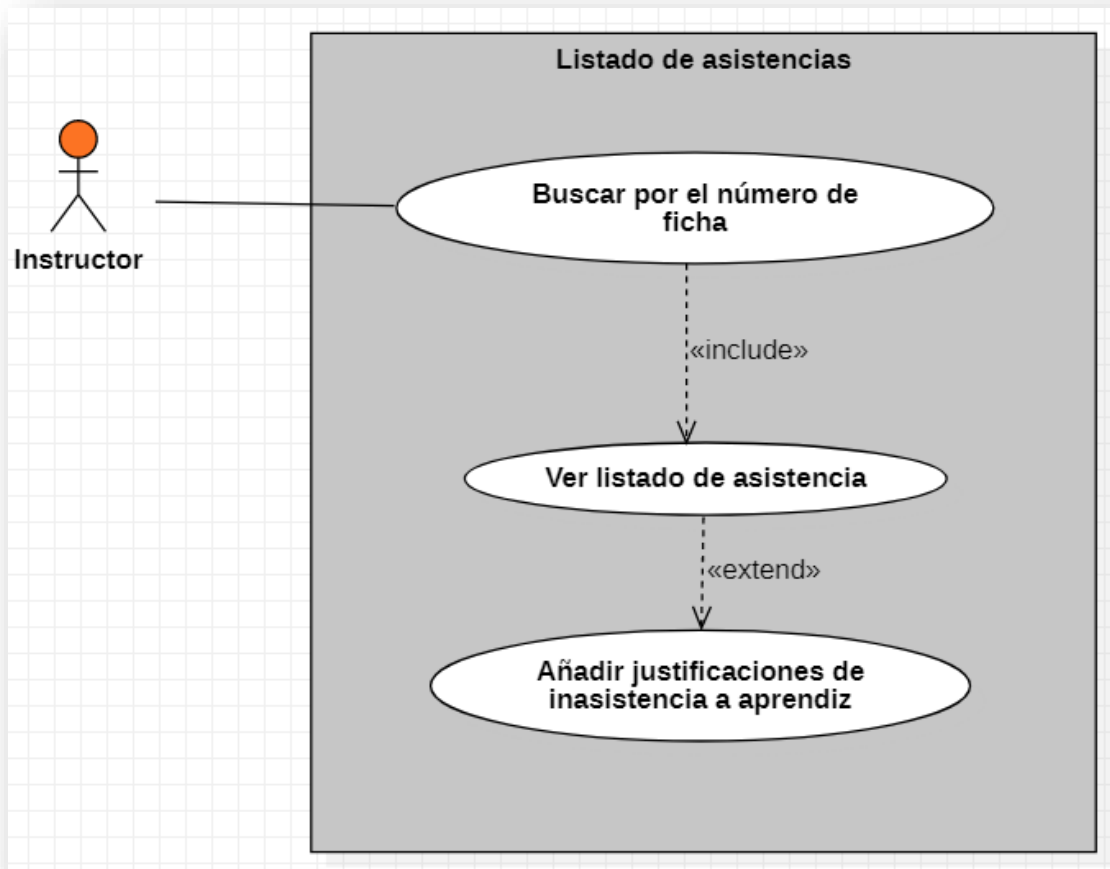 Listado de asistencias
Instructor
Buscar por el número de
ficha
«include»
Ver listado de asistencia
«extend»
Añadir justificaciones de
inasistencia a aprendiz